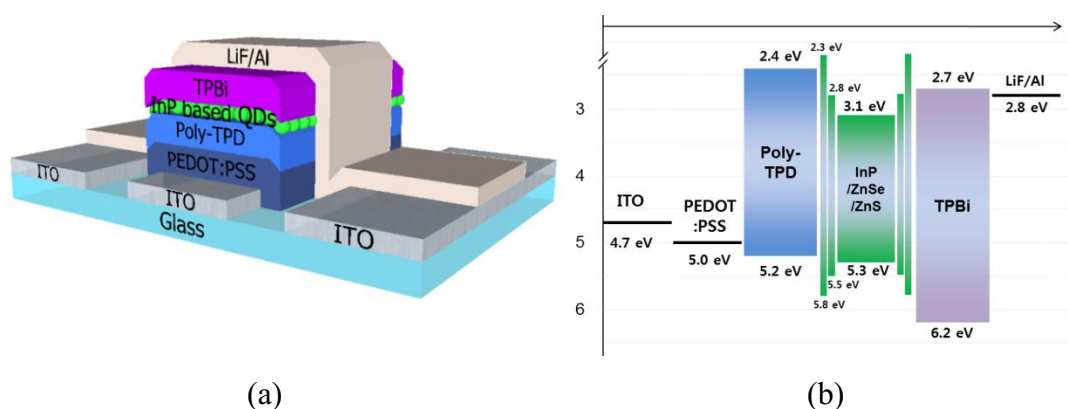 LiF/Al
TPBi
InP based QDs
Poly-TPD
PEDOT:PSS
ITO
ITO
ITO
Glass
(a)
3
4
5
6
ITO
4.7 eV
PEDOT
:PSS
5.0 eV
2.4 eV
Poly-
TPD
5.2 eV
2.3 eV
2.8 eV
3.1 eV
InP
/ZnSe
/ZnS
5.3 eV
5.5 eV
5.8 eV
2.7 eV
TPBi
6.2 eV
LiF/Al
2.8 eV
(b)